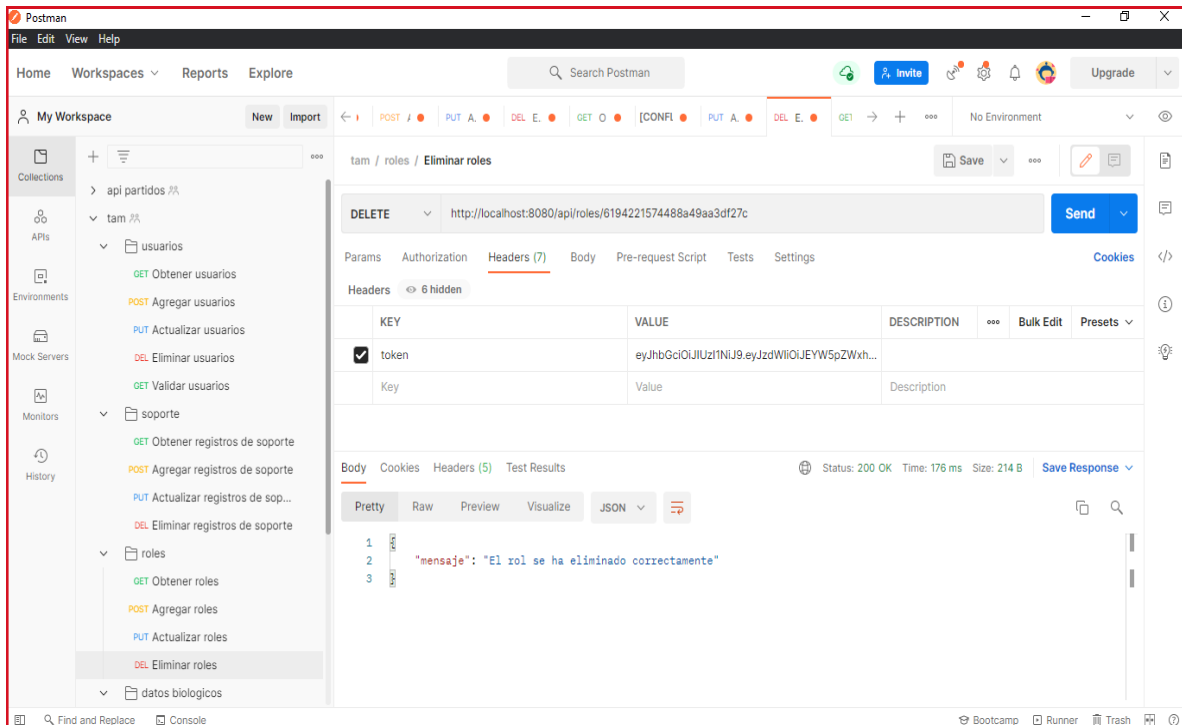 Postman
File Edit View Help
Home Workspaces Reports Explore
Search Postman
Invite
Upgrade
My Workspace
New Import
POST PUT A. DEL E. GET O [CONFL PUT A. DEL E. GET
No Environment
Collections
APIs
Environments
Mock Servers
Monitors
History
api partidos
tam
usuarios
GET Obtener usuarios
POST Agregar usuarios
PUT Actualizar usuarios
DEL Eliminar usuarios
GET Validar usuarios
soporte
GET Obtener registros de soporte
POST Agregar registros de soporte
PUT Actualizar registros de sop...
DEL Eliminar registros de soporte
roles
GET Obtener roles
POST Agregar roles
PUT Actualizar roles
DEL Eliminar roles
datos biologicos
tam / roles / Eliminar roles
Save
DELETE http://localhost:8080/api/roles/6194221574488a49aa3df27c
Send
Params Authorization Headers (7) Body Pre-request Script Tests Settings
Cookies
Headers 6 hidden
KEY VALUE DESCRIPTION Bulk Edit Presets
token eyJhbGciOiJIUzI1NiJ9.eyJzdWIiOiJEYW5pZWxh...
Key Value Description
Body Cookies Headers (5) Test Results
Status: 200 OK Time: 176 ms Size: 214 B Save Response
Pretty Raw Preview Visualize JSON
1 {
2 "mensaje": "El rol se ha eliminado correctamente"
3 }
Find and Replace Console
Bootcamp Runner Trash